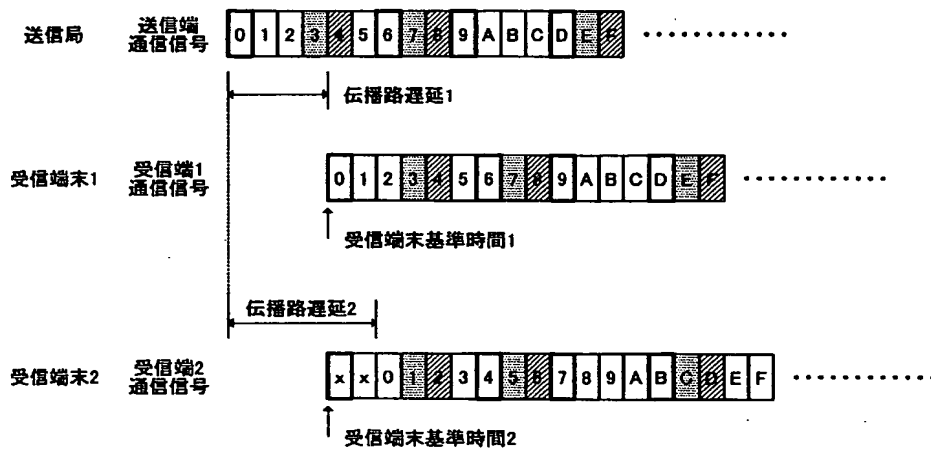 送信局 送信端 通信信号 0 1 2 3 4 5 6 7 8 9 A B C D E F
伝播路遅延1
受信端末1 受信端1 通信信号 0 1 2 3 4 5 6 7 8 9 A B C D E F
受信端末基準時間1
伝播路遅延2
受信端末2 受信端2 通信信号 x x 0 1 2 3 4 5 6 7 8 9 A B C D E F
受信端末基準時間2